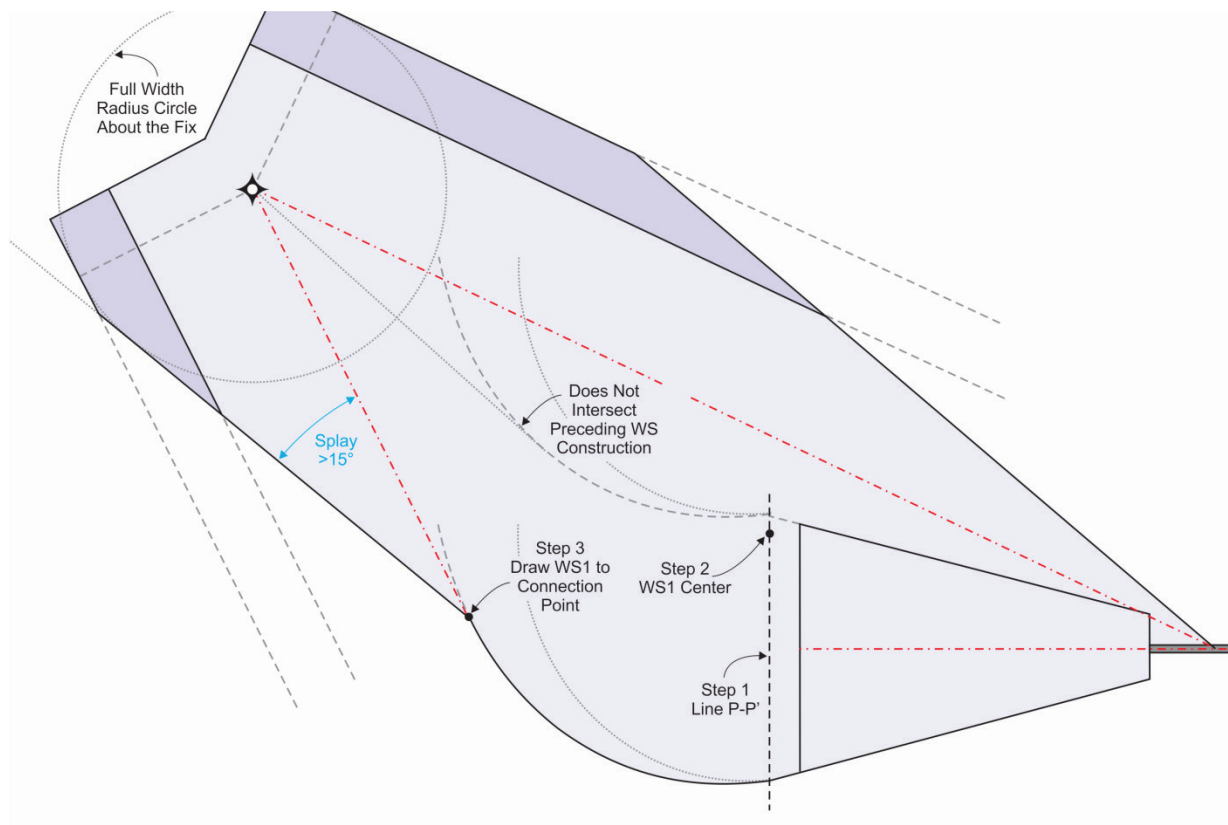 Full Width
Radius Circle
About the Fix
Does Not
Intersect
Preceding WS
Construction
Splay
>15°
Step 3
Draw WS1 to
Connection
Point
Step 2
WS1 Center
Step 1
Line P-P’